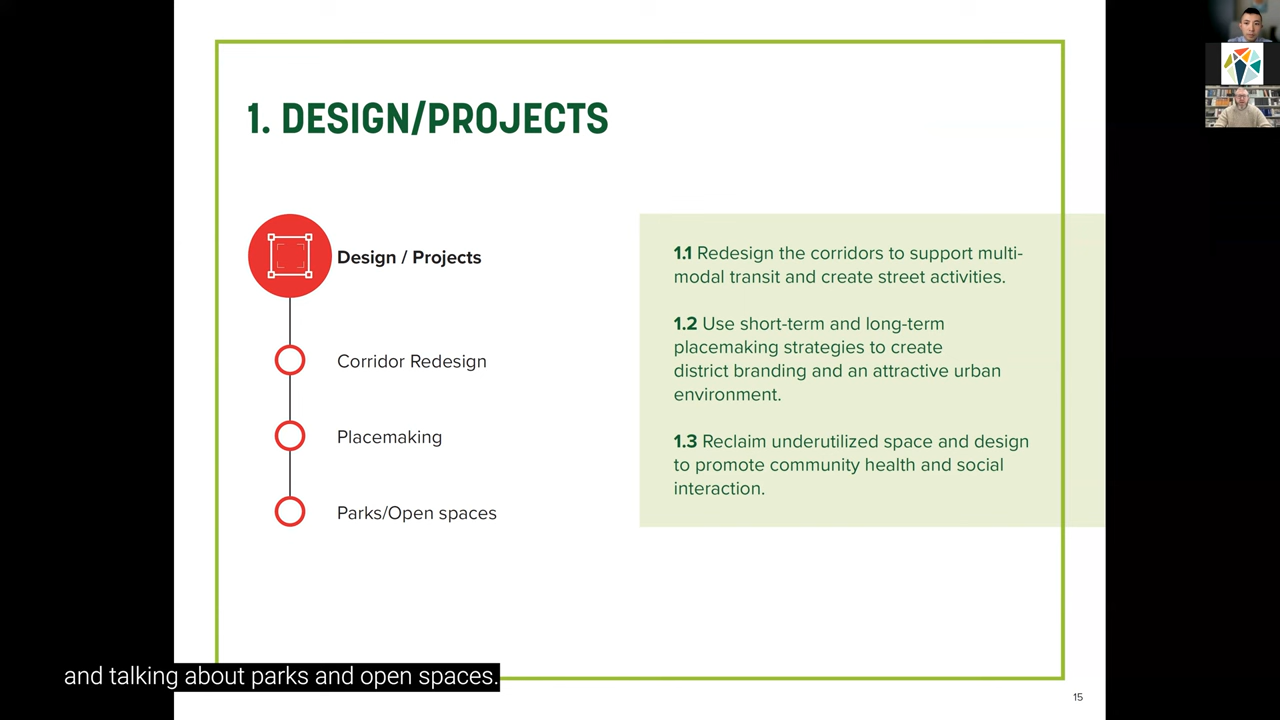 1. DESIGN/PROJECTS
Design / Projects
Corridor Redesign
Placemaking
Parks/Open spaces
1.1 Redesign the corridors to support multi-
modal transit and create street activities.
1.2 Use short-term and long-term
placemaking strategies to create
district branding and an attractive urban
environment.
1.3 Reclaim underutilized space and design
to promote community health and social
interaction.
and talking about parks and open spaces.
15